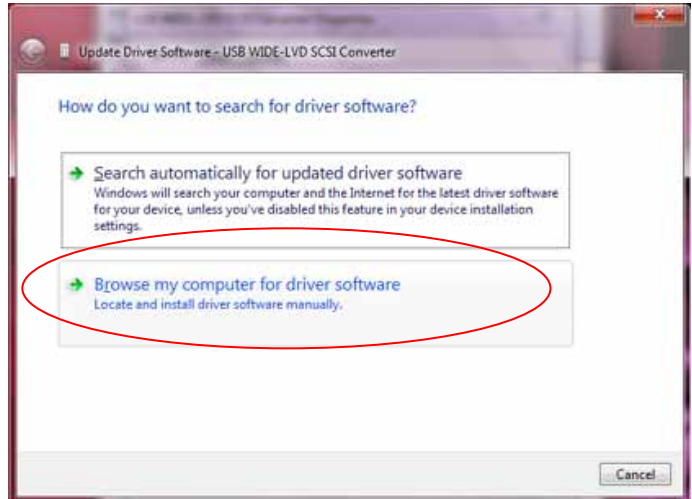 Update Driver Software - USB WIDE-LVD SCSI Converter
How do you want to search for driver software?
Search automatically for updated driver software
Windows will search your computer and the Internet for the latest driver software
for your device, unless you've disabled this feature in your device installation
settings.
Browse my computer for driver software
Locate and install driver software manually.
Cancel